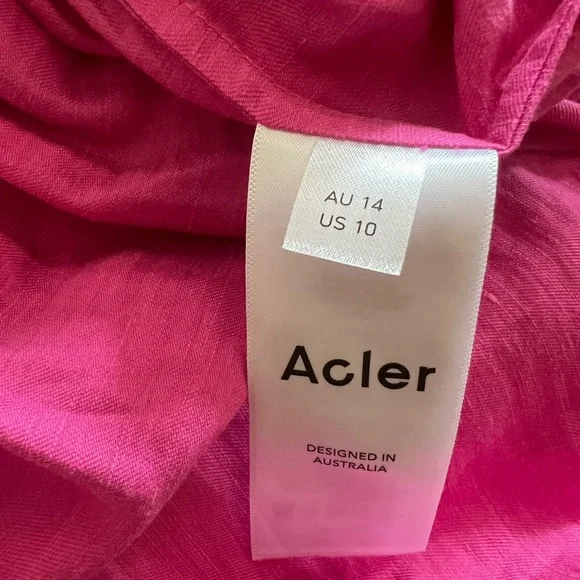 AU 14
US 10
Acler
DESIGNED IN
AUSTRALIA